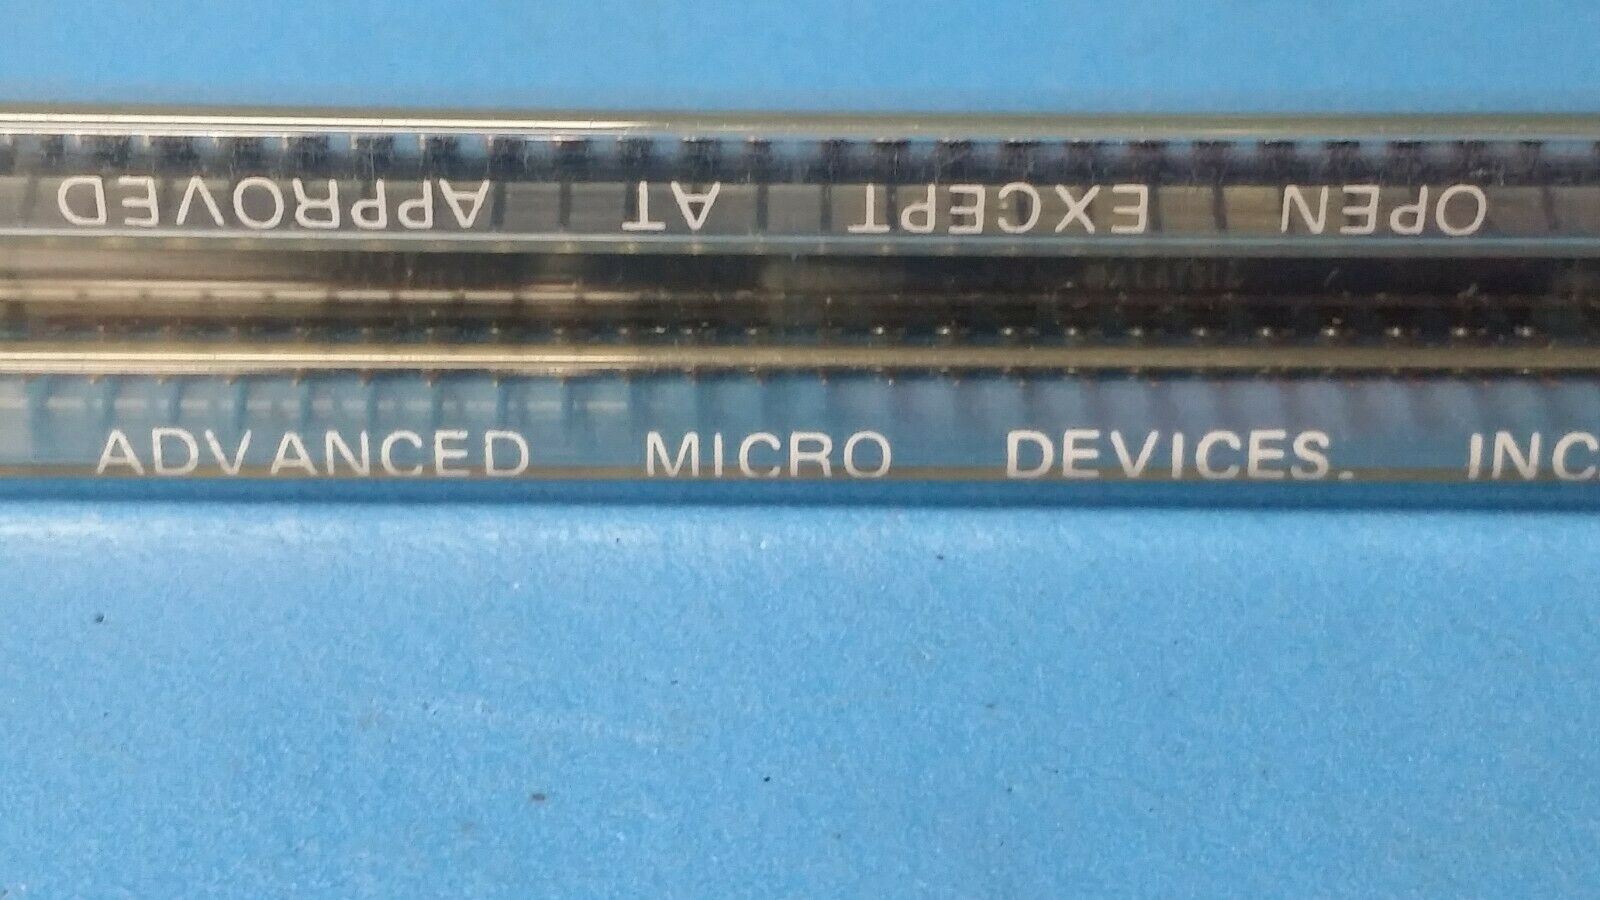 OPEN EXCEPT AT APPROVED
ADVANCED MICRO DEVICES. INC